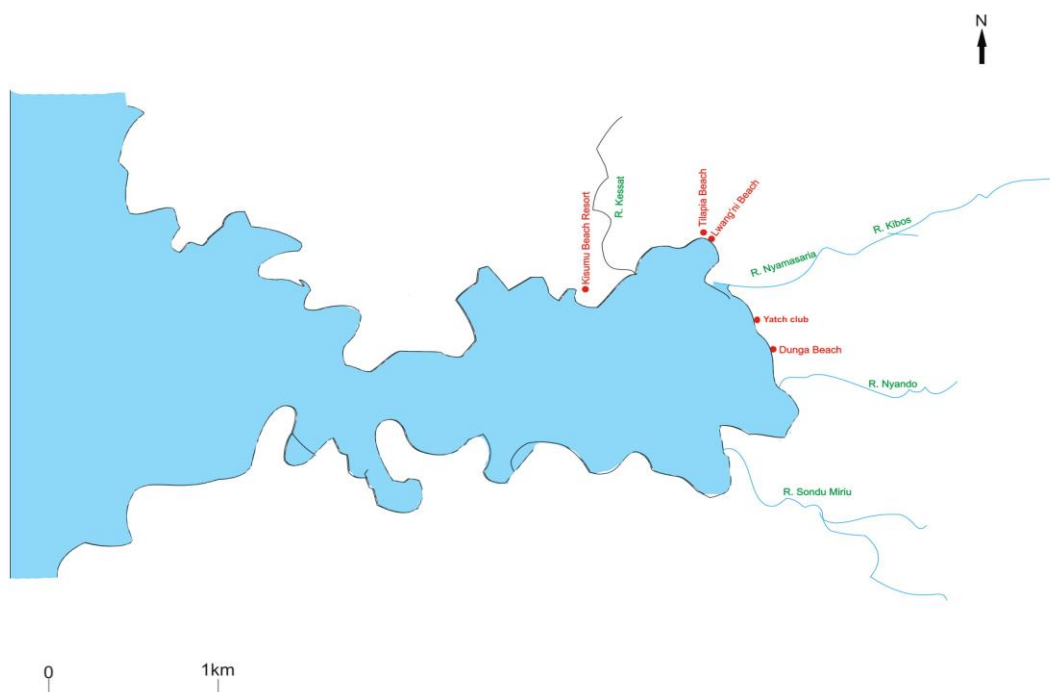 N
Kisumu Beach Resort
R. Kessat
Tilapia Beach
Lwang'ni Beach
R. Nyamasaria
R. Kibos
Yatch club
Dunga Beach
R. Nyando
R. Sondu Miriu
0
1km